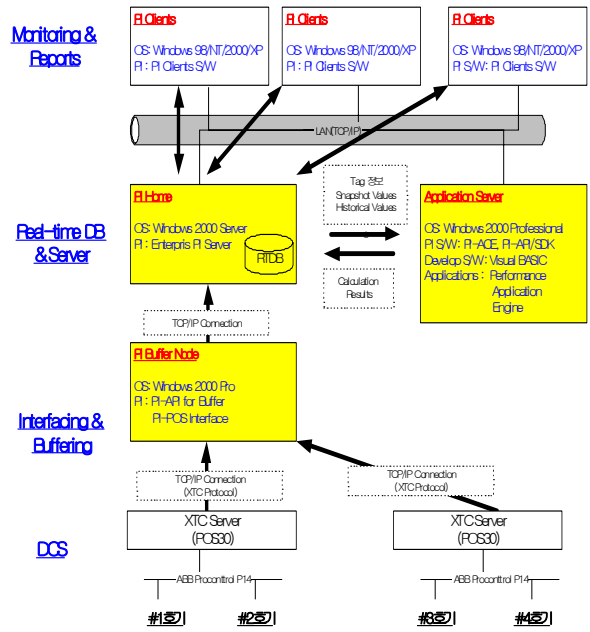 Monitoring &
Reports
PI Clients
OS: Windows 98/NT/2000/XP
PI : PI Clients S/W
PI Clients
OS: Windows 98/NT/2000/XP
PI : PI Clients S/W
PI Clients
OS: Windows 98/NT/2000/XP
PI S/W: PI Clients S/W
LAN(TCP/IP)
Real-time DB
& Server
PI Home
OS: Windows 2000 Server
PI : Enterpris PI Server
RTDB
Tag 정보
Snapshot Values
Historical Values
Calculation
Results
Application Server
OS: Windows 2000 Professional
PI S/W: PI-ACE, PI-API/SDK
Develop S/W: Visual BASIC
Applications : Performance
Application
Engine
TCP/IP Connection
Interfacing &
Buffering
PI Buffer Node
OS: Windows 2000 Pro
PI : PI-API for Buffer
PI-POS Interface
TCP/IP Connection
(XTC Protocol)
TCP/IP Connection
(XTC Protocol)
DCS
XTC Server
(POS30)
XTC Server
(POS30)
ABB Proconttrol P14
ABB Proconttrol P14
#1호기
#2호기
#3호기
#4호기